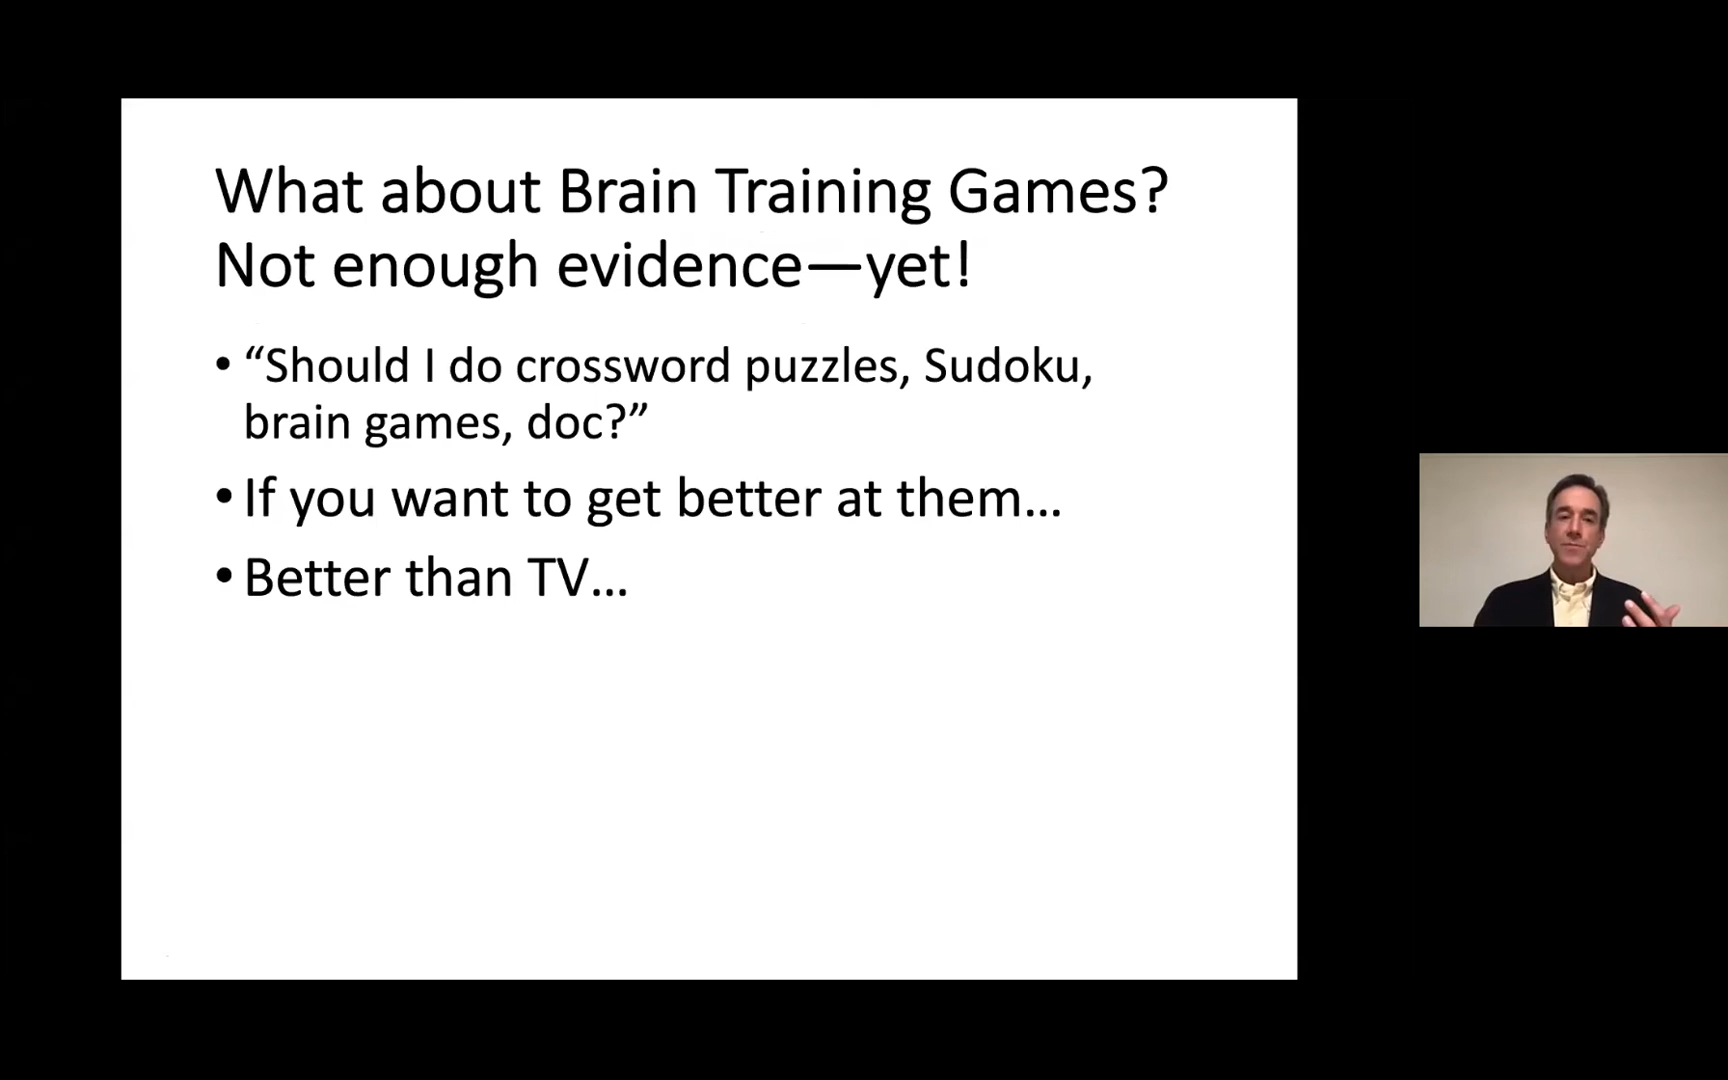 What about Brain Training Games?
Not enough evidence—yet!
• “Should I do crossword puzzles, Sudoku,
brain games, doc?”
• If you want to get better at them...
• Better than TV...